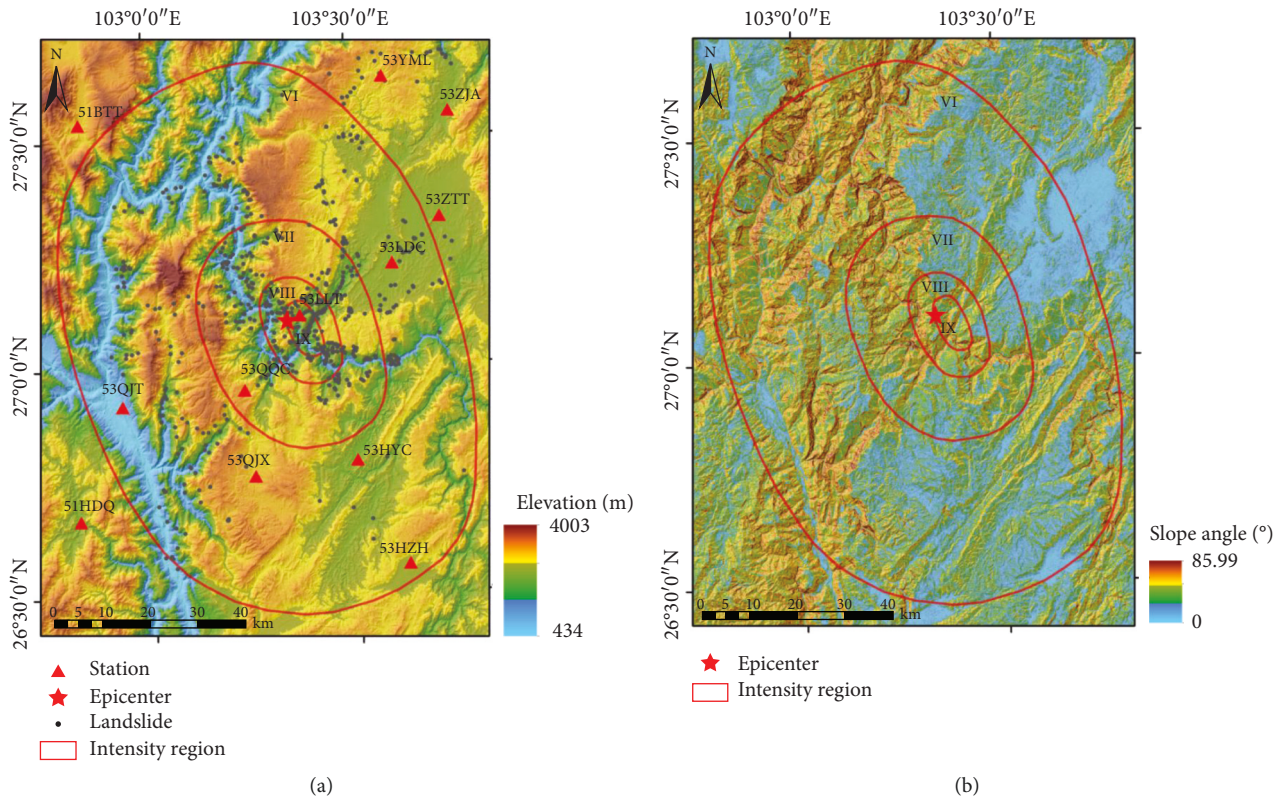 103°0′0″E 103°30′0″E
N
27°30′0″N
27°0′0″N
26°30′0″N
51BTT
53YML
53ZJA
VI
53ZTT
VII
53LDC
VIII
53LLT
IX
53QQC
53QJT
53HYC
53QJX
51HDQ
53HZH
0 5 10 20 30 40
km
Elevation (m)
4003
434
Station
Epicenter
Landslide
Intensity region
(a)
103°0′0″E 103°30′0″E
N
27°30′0″N
27°0′0″N
26°30′0″N
VI
VII
VIII
IX
0 5 10 20 30 40
km
Slope angle (°)
85.99
0
Epicenter
Intensity region
(b)